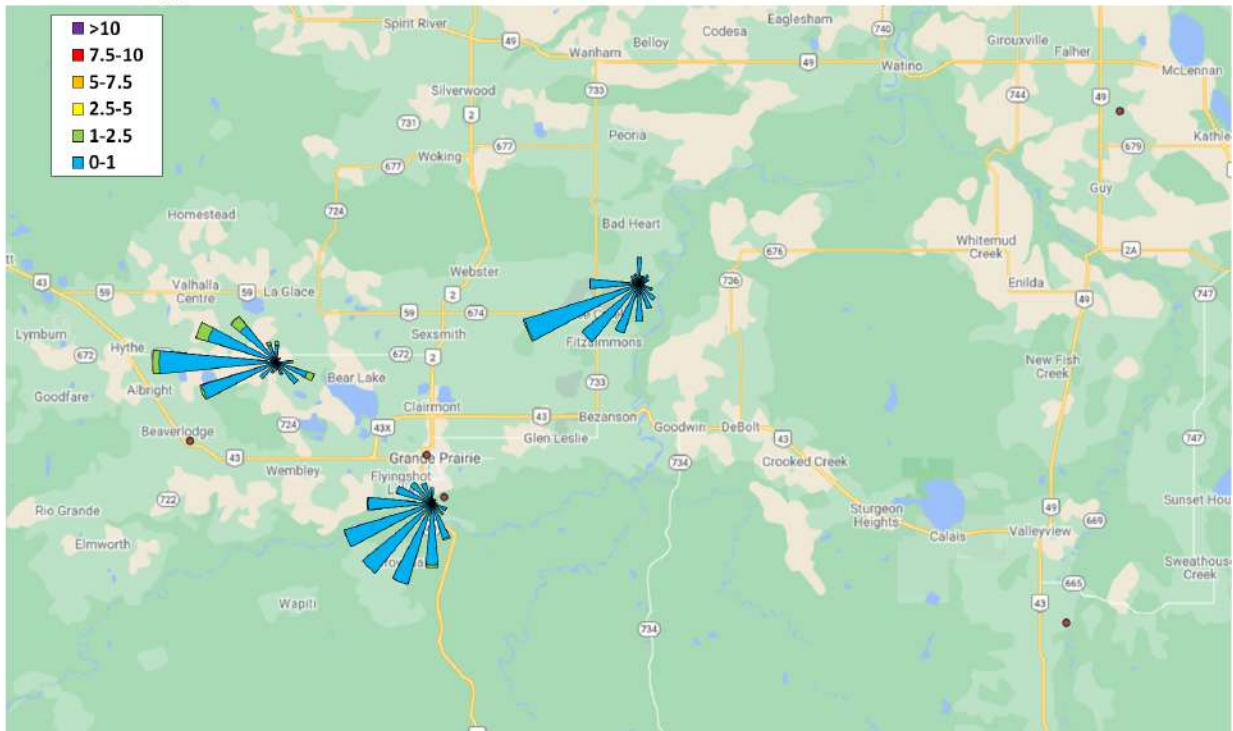 >10
7.5-10
5-7.5
2.5-5
1-2.5
0-1
Spirit River
49
Wanham
Belloy
Codesa
Eaglesham
740
Girouxville
Falher
49
Watino
McLennan
Silverwood
733
744
49
2
731
Peoria
677
Kathle
679
Woking
677
Guy
724
Homestead
Bad Heart
43
Webster
676
Whitemud
Creek
2A
59
Valhalla
Centre
59
La Glace
2
736
Enilda
747
49
59
674
Lymburn
Hythe
672
Sexsmith
672
2
Fitzsimmons
New Fish
Creek
Albright
Bear Lake
733
Goodfare
Clairmont
724
43X
43
Bezanson
Beaverlodge
Glen Leslie
Goodwin
DeBolt
43
747
43
Wembley
Grande Prairie
734
Crooked Creek
722
Flyingshot
Rio Grande
Sturgeon
Heights
49
669
Sunset Hou
Elmworth
Calais
Valleyview
Sweathouse
Creek
665
Wapiti
43
734